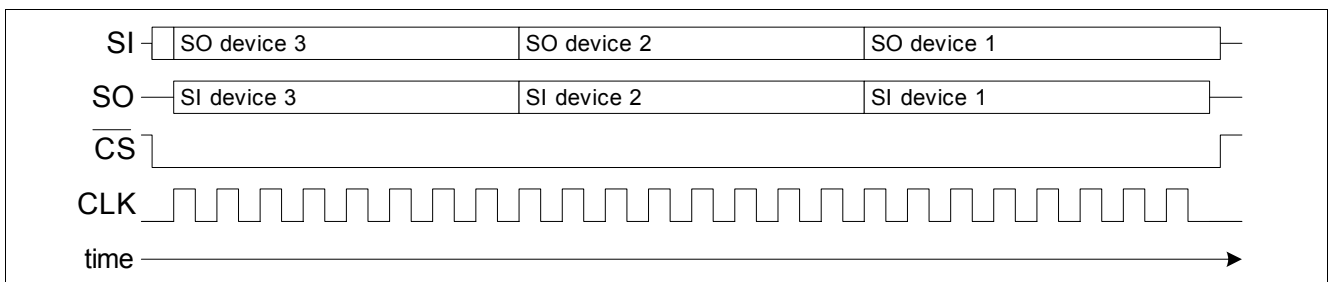 SI SO device 3 SO device 2 SO device 1
SO SI device 3 SI device 2 SI device 1
CS
CLK
time